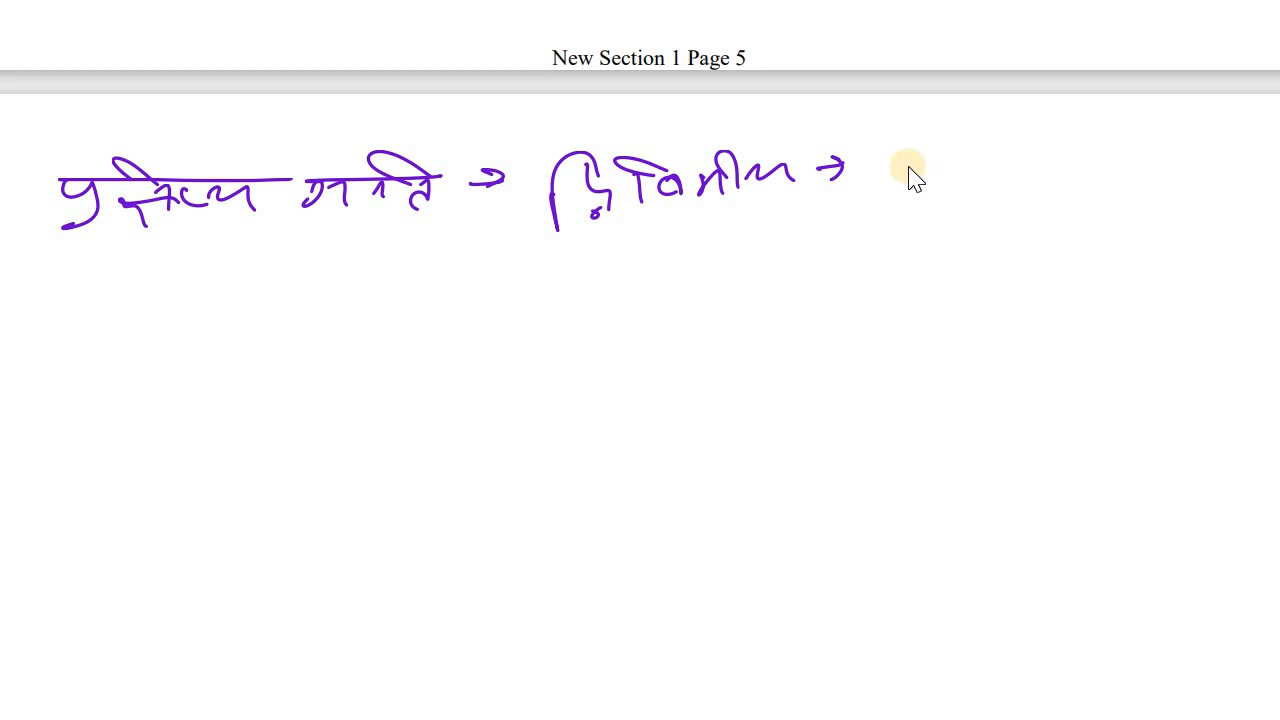 New Section 1 Page 5
प्रक्षेप्य गति → द्विविमीय →